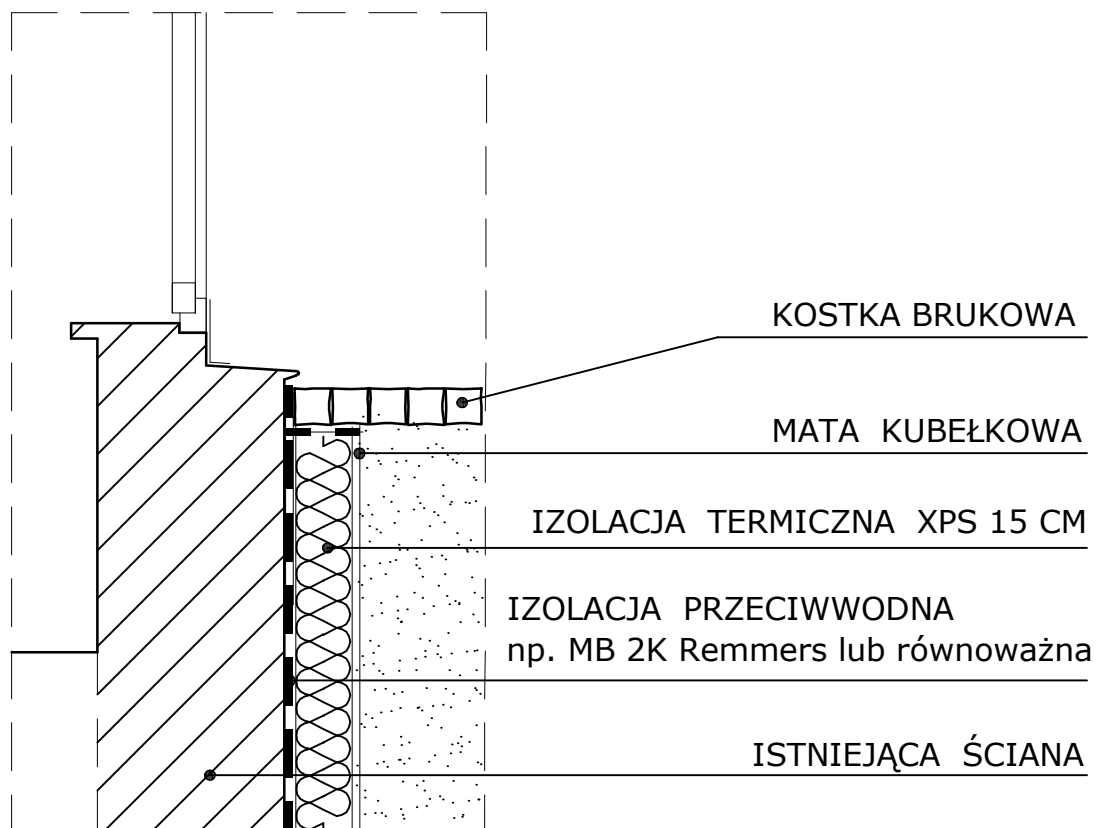 KOSTKA BRUKOWA
MATA KUBEŁKOWA
IZOLACJA TERMICZNA XPS 15 CM
IZOLACJA PRZECIWWODNA
np. MB 2K Remmers lub równoważna
ISTNIEJĄCA ŚCIANA